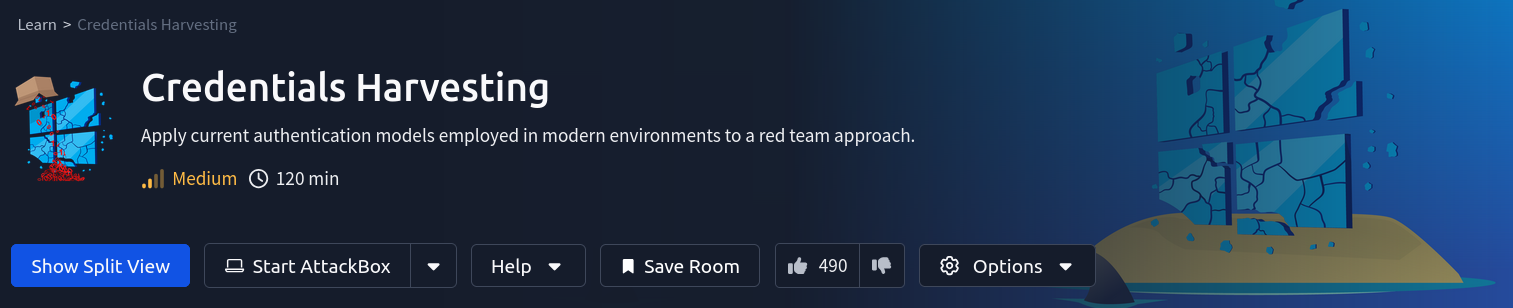 Learn > Credentials Harvesting
Credentials Harvesting
Apply current authentication models employed in modern environments to a red team approach.
Medium 120 min
Show Split View Start AttackBox Help Save Room 490 Options